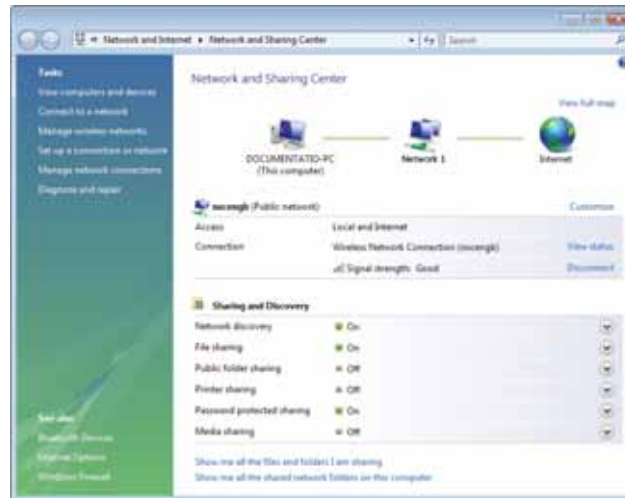 Network and Internet ▸ Network and Sharing Center
Search
Tasks
View computers and devices
Connect to a network
Manage wireless networks
Set up a connection or network
Manage network connections
Diagnose and repair
See also
Bluetooth Devices
Internet Options
Windows Firewall
Network and Sharing Center
View full map
DOCUMENTATIO-PC
(This computer)
Network 1
Internet
(Public network)
Customize
Access
Local and Internet
Connection
Wireless Network Connection
View status
Signal strength: Good
Disconnect
Sharing and Discovery
Network discovery
On
File sharing
On
Public folder sharing
Off
Printer sharing
Off
Password protected sharing
On
Media sharing
Off
Show me all the files and folders I am sharing
Show me all the shared network folders on this computer